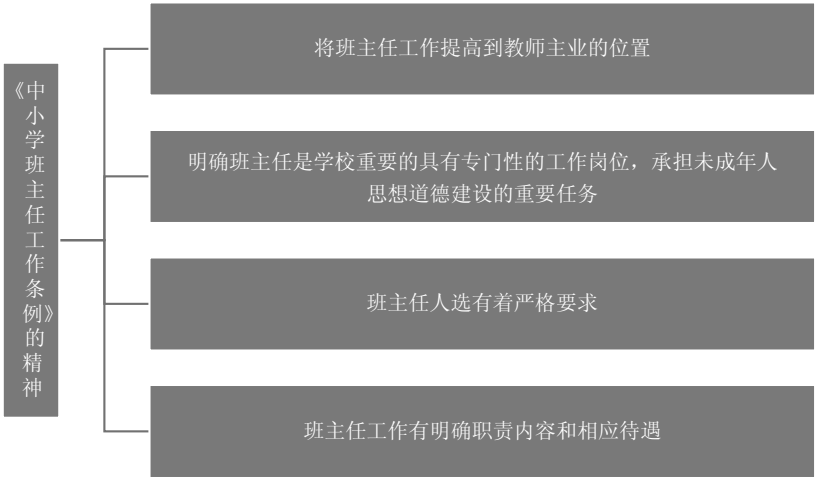 《中小学班主任工作条例》的精神
将班主任工作提高到教师主业的位置
明确班主任是学校重要的具有专门性的工作岗位，承担未成年人
思想道德建设的重要任务
班主任人选有着严格要求
班主任工作有明确职责内容和相应待遇